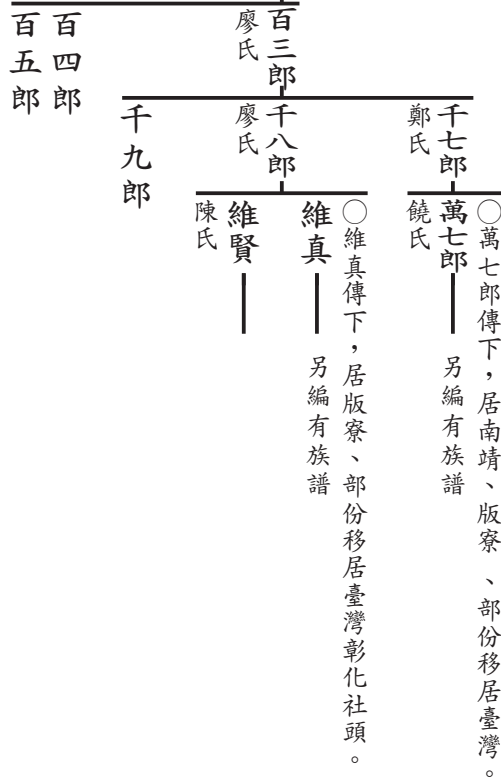 百三郎
廖氏
百四郎
百五郎
千七郎
鄭氏
千八郎
廖氏
千九郎
○萬七郎傳下，居南靖、版寮、部份移居臺灣。
萬七郎
另編有族譜
饒氏
○維真傳下，居版寮、部份移居臺灣彰化社頭。
維真
另編有族譜
維賢
陳氏